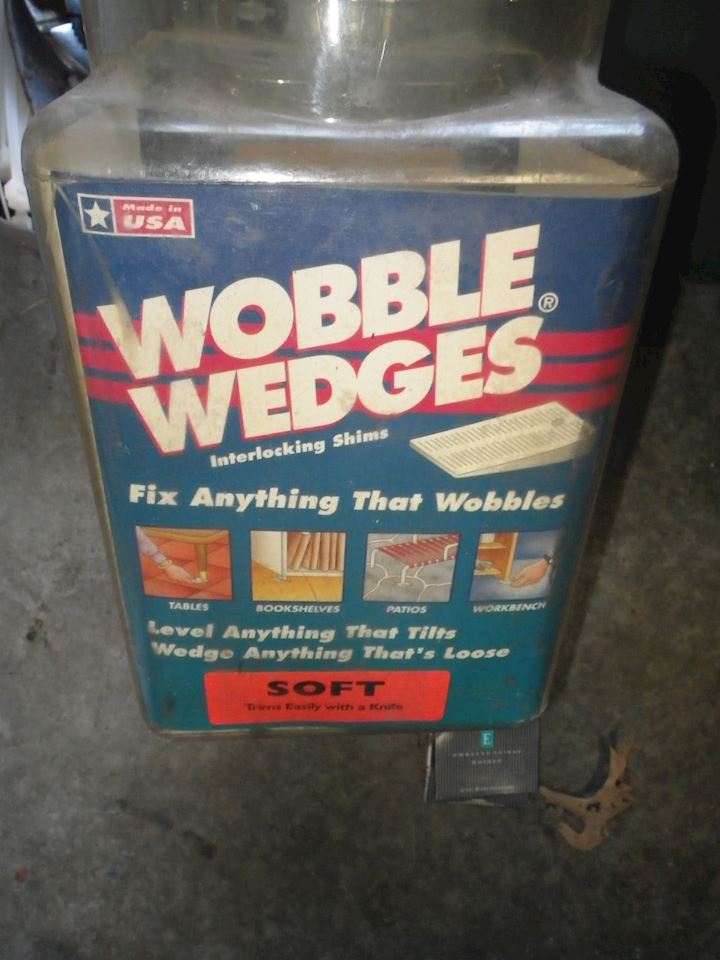 Made in
USA
WOBBLE
WEDGES®
Interlocking Shims
Fix Anything That Wobbles
TABLES BOOKSHELVES PATIOS WORKBENCH
Level Anything That Tilts
Wedge Anything That's Loose
SOFT
Trims Easily with a Knife
E